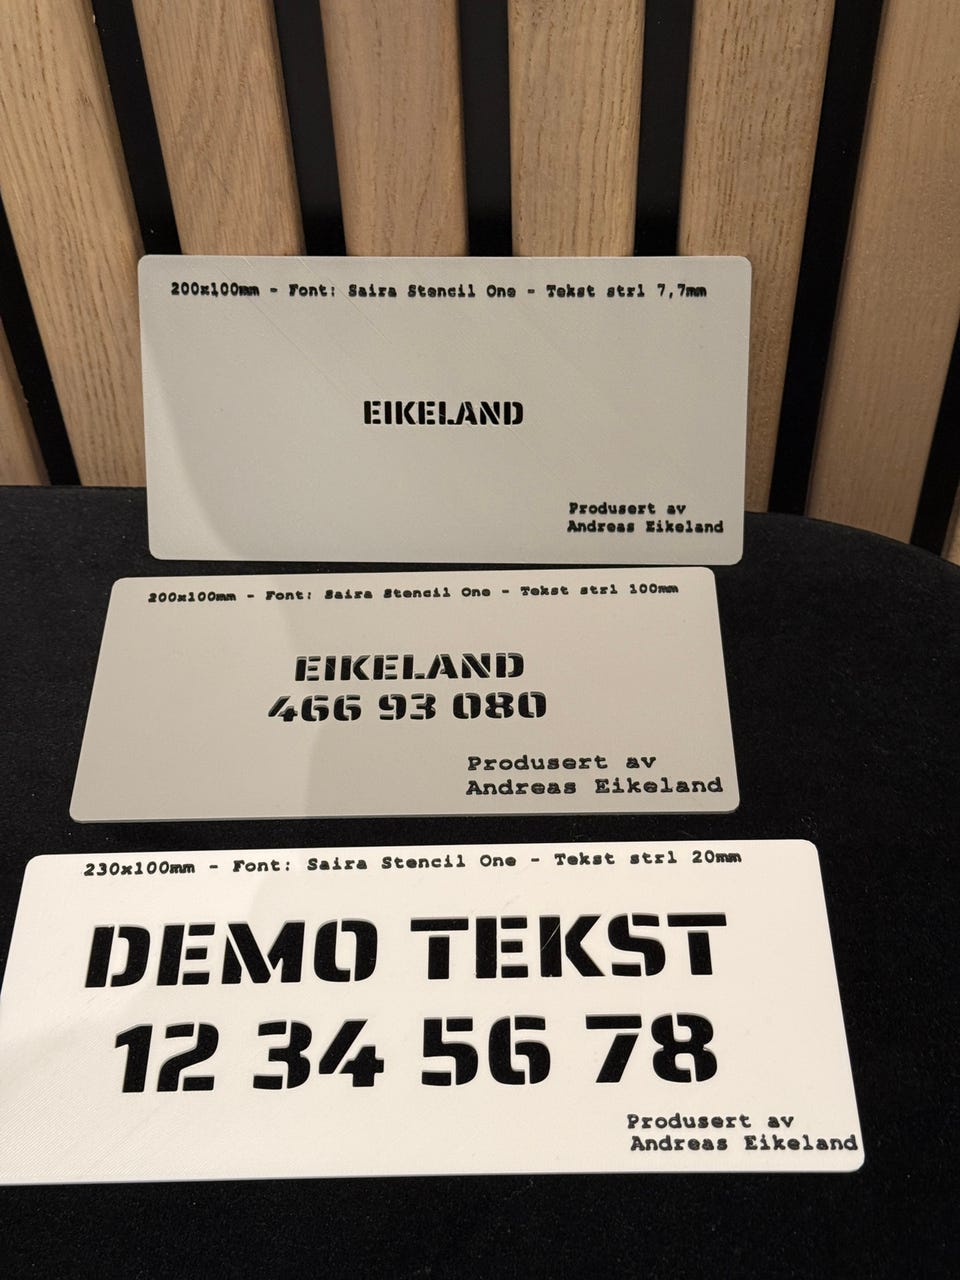 200x100mm - Font: Saira Stencil One - Tekst strl 7,7mm
EIKELAND
Produsert av
Andreas Eikeland
200x100mm - Font: Saira Stencil One - Tekst strl 100mm
EIKELAND
466 93 080
Produsert av
Andreas Eikeland
230x100mm - Font: Saira Stencil One - Tekst strl 20mm
DEMO TEKST
12 34 56 78
Produsert av
Andreas Eikeland